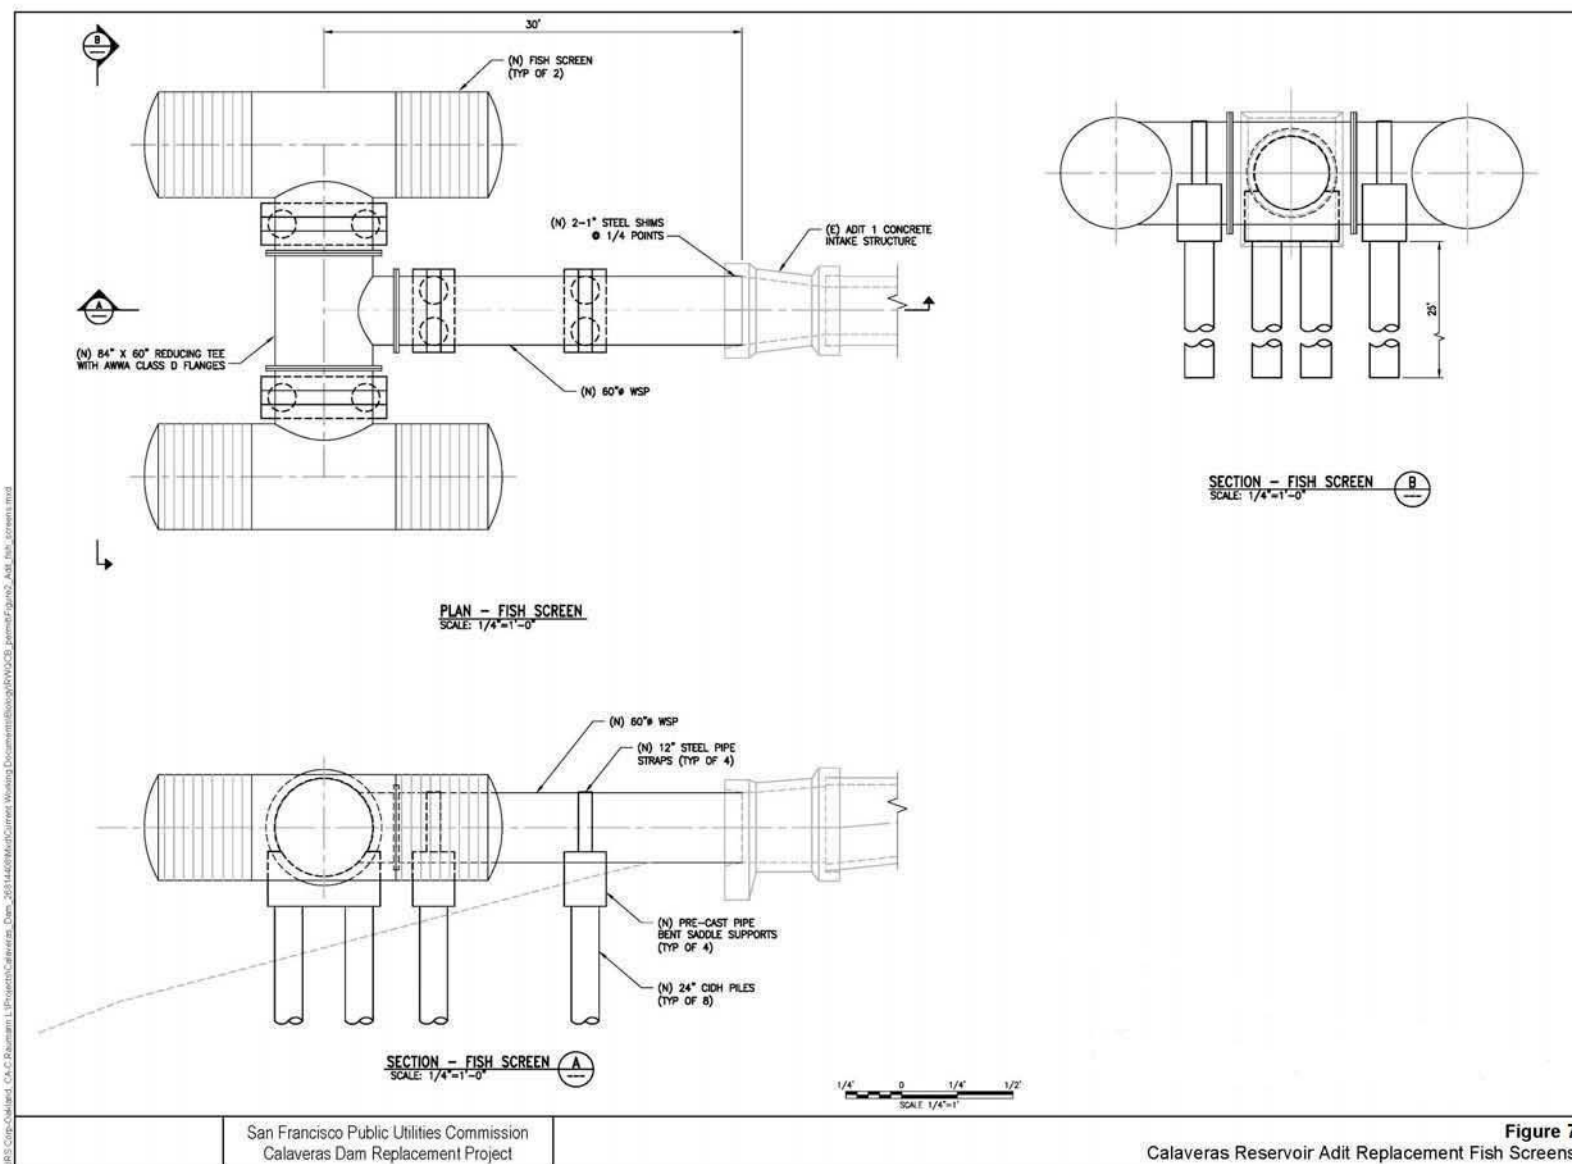 30'
B
(N) FISH SCREEN
(TYP OF 2)
(N) 2-1" STEEL SHIMS
@ 1/4 POINTS
(E) ADIT 1 CONCRETE
INTAKE STRUCTURE
A
(N) 84" X 60" REDUCING TEE
WITH AWWA CLASS D FLANGES
(N) 60"ø WSP
PLAN - FISH SCREEN
SCALE: 1/4"=1'-0"
25'
SECTION - FISH SCREEN B
SCALE: 1/4"=1'-0"
(N) 60"ø WSP
(N) 12" STEEL PIPE
STRAPS (TYP OF 4)
(N) PRE-CAST PIPE
BENT SADDLE SUPPORTS
(TYP OF 4)
(N) 24" CIDH PILES
(TYP OF 8)
SECTION - FISH SCREEN A
SCALE: 1/4"=1'-0"
1/4' 0 1/4' 1/2'
SCALE 1/4"=1'
San Francisco Public Utilities Commission
Calaveras Dam Replacement Project
Figure 7
Calaveras Reservoir Adit Replacement Fish Screens